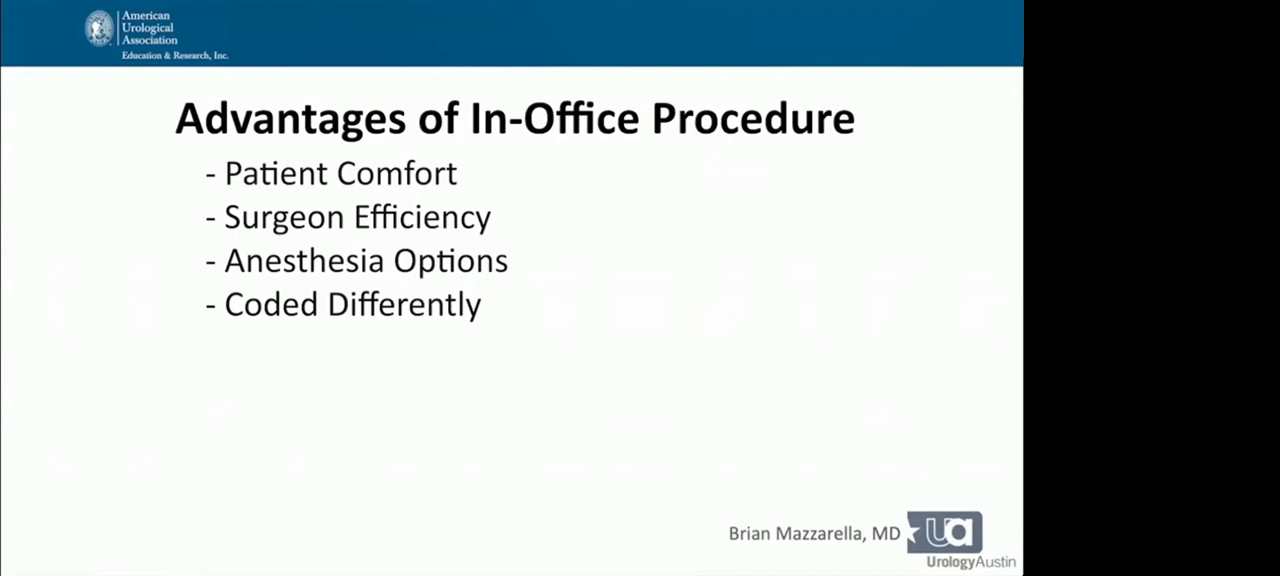 American
Urological
Association
Education & Research, Inc.
Advantages of In-Office Procedure
- Patient Comfort
- Surgeon Efficiency
- Anesthesia Options
- Coded Differently
Brian Mazzarella, MD
ua
UrologyAustin